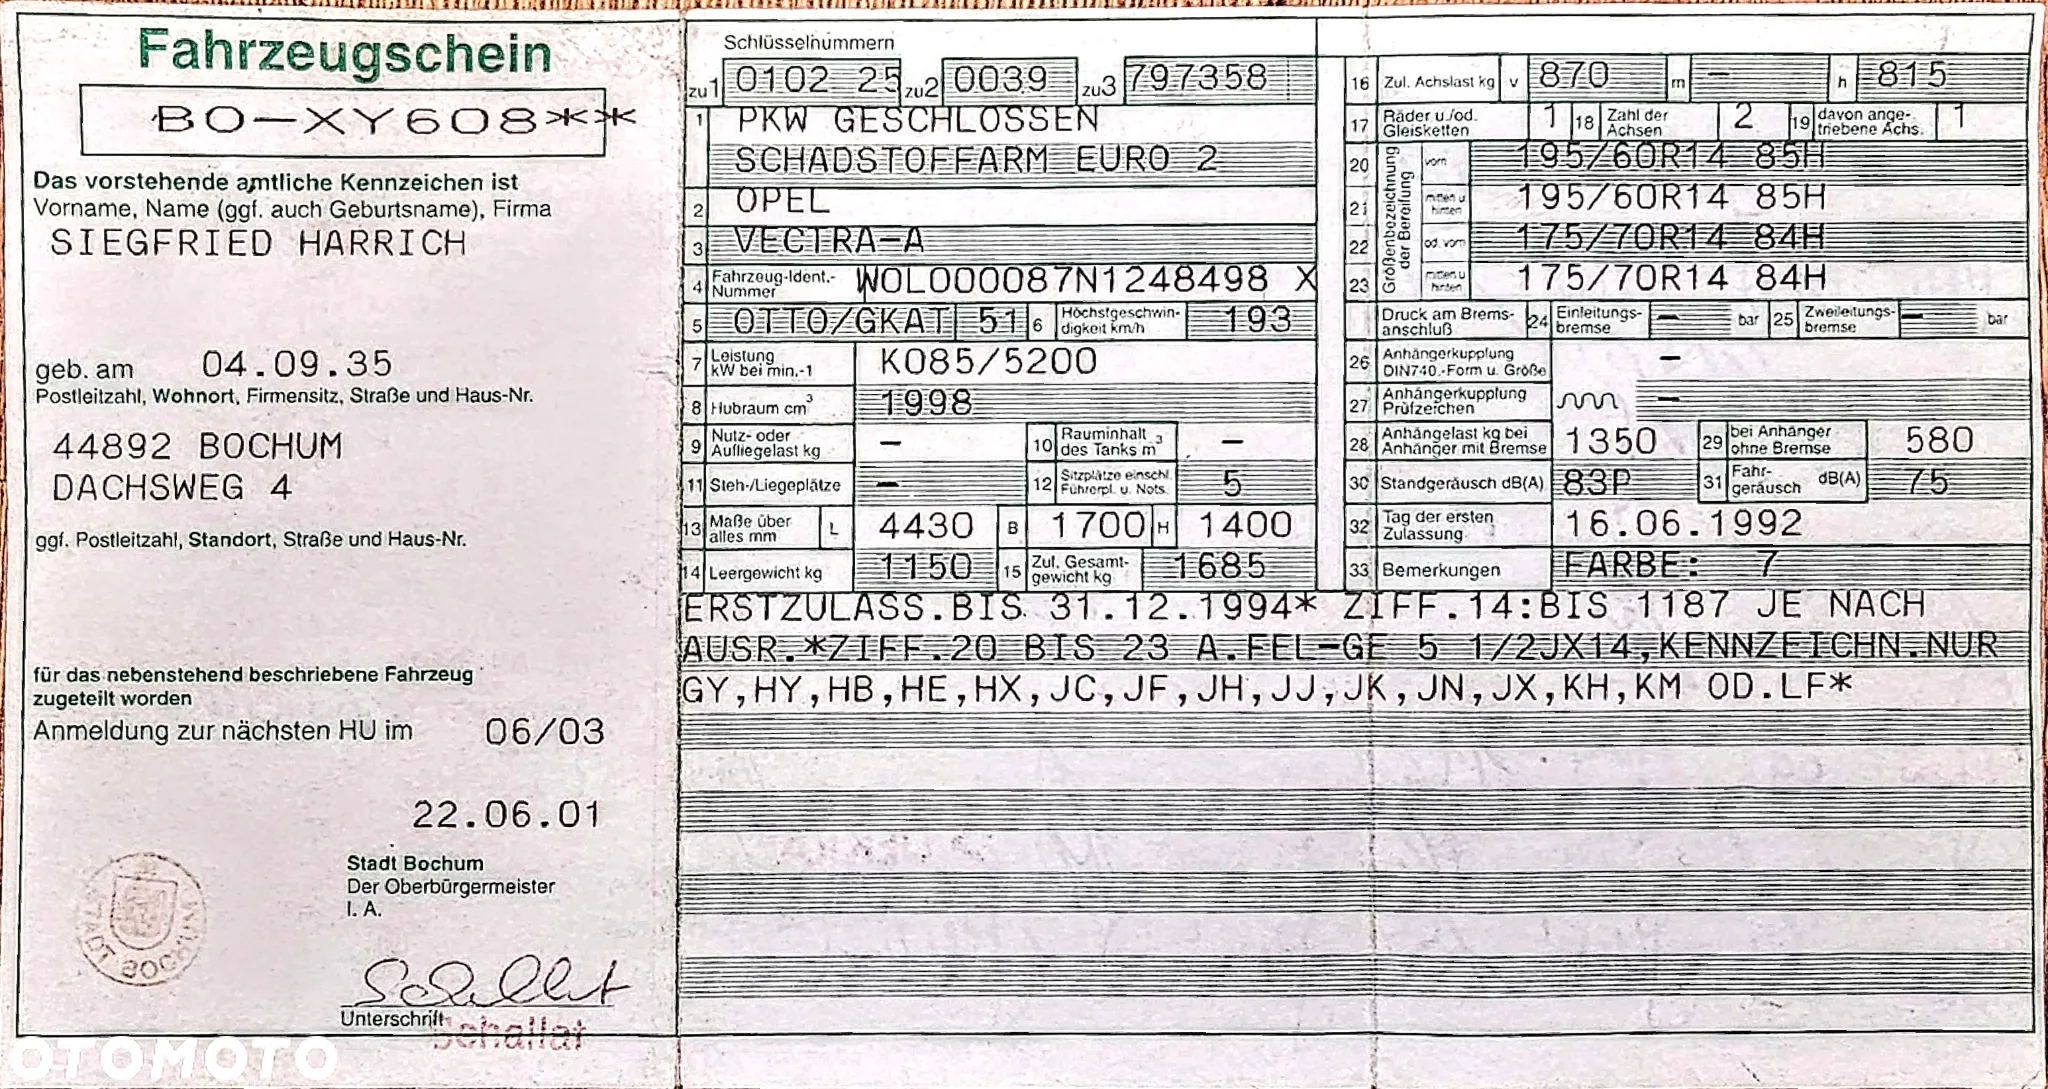 Fahrzeugschein
BO-XY608**
Das vorstehende amtliche Kennzeichen ist
Vorname, Name (ggf. auch Geburtsname), Firma
SIEGFRIED HARRICH
geb. am 04.09.35
Postleitzahl, Wohnort, Firmensitz, Straße und Haus-Nr.
44892 BOCHUM
DACHSWEG 4
ggf. Postleitzahl, Standort, Straße und Haus-Nr.
für das nebenstehend beschriebene Fahrzeug
zugeteilt worden
Anmeldung zur nächsten HU im 06/03
22.06.01
Stadt Bochum
Der Oberbürgermeister
I. A.
STADT BOCHUM
Schallat
Unterschrift
Schallat
OTOMOTO
Schlüsselnummern
zu1 0102 25 zu2 0039 zu3 797358
1 PKW GESCHLOSSEN
SCHADSTOFFARM EURO 2
2 OPEL
3 VECTRA-A
4 Fahrzeug-Ident.-Nummer W0L000087N1248498 X
5 OTTO/GKAT 51 6 Höchstgeschwindigkeit km/h 193
7 Leistung kW bei min.-1 K085/5200
8 Hubraum cm³ 1998
9 Nutz- oder Aufliegelast kg - 10 Rauminhalt des Tanks m³ -
11 Steh-/Liegeplätze - 12 Sitzplätze einschl. Führerpl. u. Nots. 5
13 Maße über alles mm L 4430 B 1700 H 1400
14 Leergewicht kg 1150 15 Zul. Gesamtgewicht kg 1685
16 Zul. Achslast kg v 870 m - h 815
17 Räder u./od. Gleisketten 1 18 Zahl der Achsen 2 19 davon angetriebene Achs. 1
Größenbezeichnung der Bereifung
20 vorn 195/60R14 85H
21 mitten u. hinten 195/60R14 85H
22 od. vorn 175/70R14 84H
23 mitten u. hinten 175/70R14 84H
Druck am Bremsanschluß 24 Einleitungsbremse - bar 25 Zweileitungsbremse - bar
26 Anhängerkupplung DIN740.-Form u. Größe -
27 Anhängerkupplung Prüfzeichen -
28 Anhängelast kg bei Anhänger mit Bremse 1350 29 bei Anhänger ohne Bremse 580
30 Standgeräusch dB(A) 83P 31 Fahrgeräusch dB(A) 75
32 Tag der ersten Zulassung 16.06.1992
33 Bemerkungen FARBE: 7
ERSTZULASS.BIS 31.12.1994* ZIFF.14:BIS 1187 JE NACH
AUSR.*ZIFF.20 BIS 23 A.FEL-GE 5 1/2JX14,KENNZEICHN.NUR
GY,HY,HB,HE,HX,JC,JF,JH,JJ,JK,JN,JX,KH,KM OD.LF*